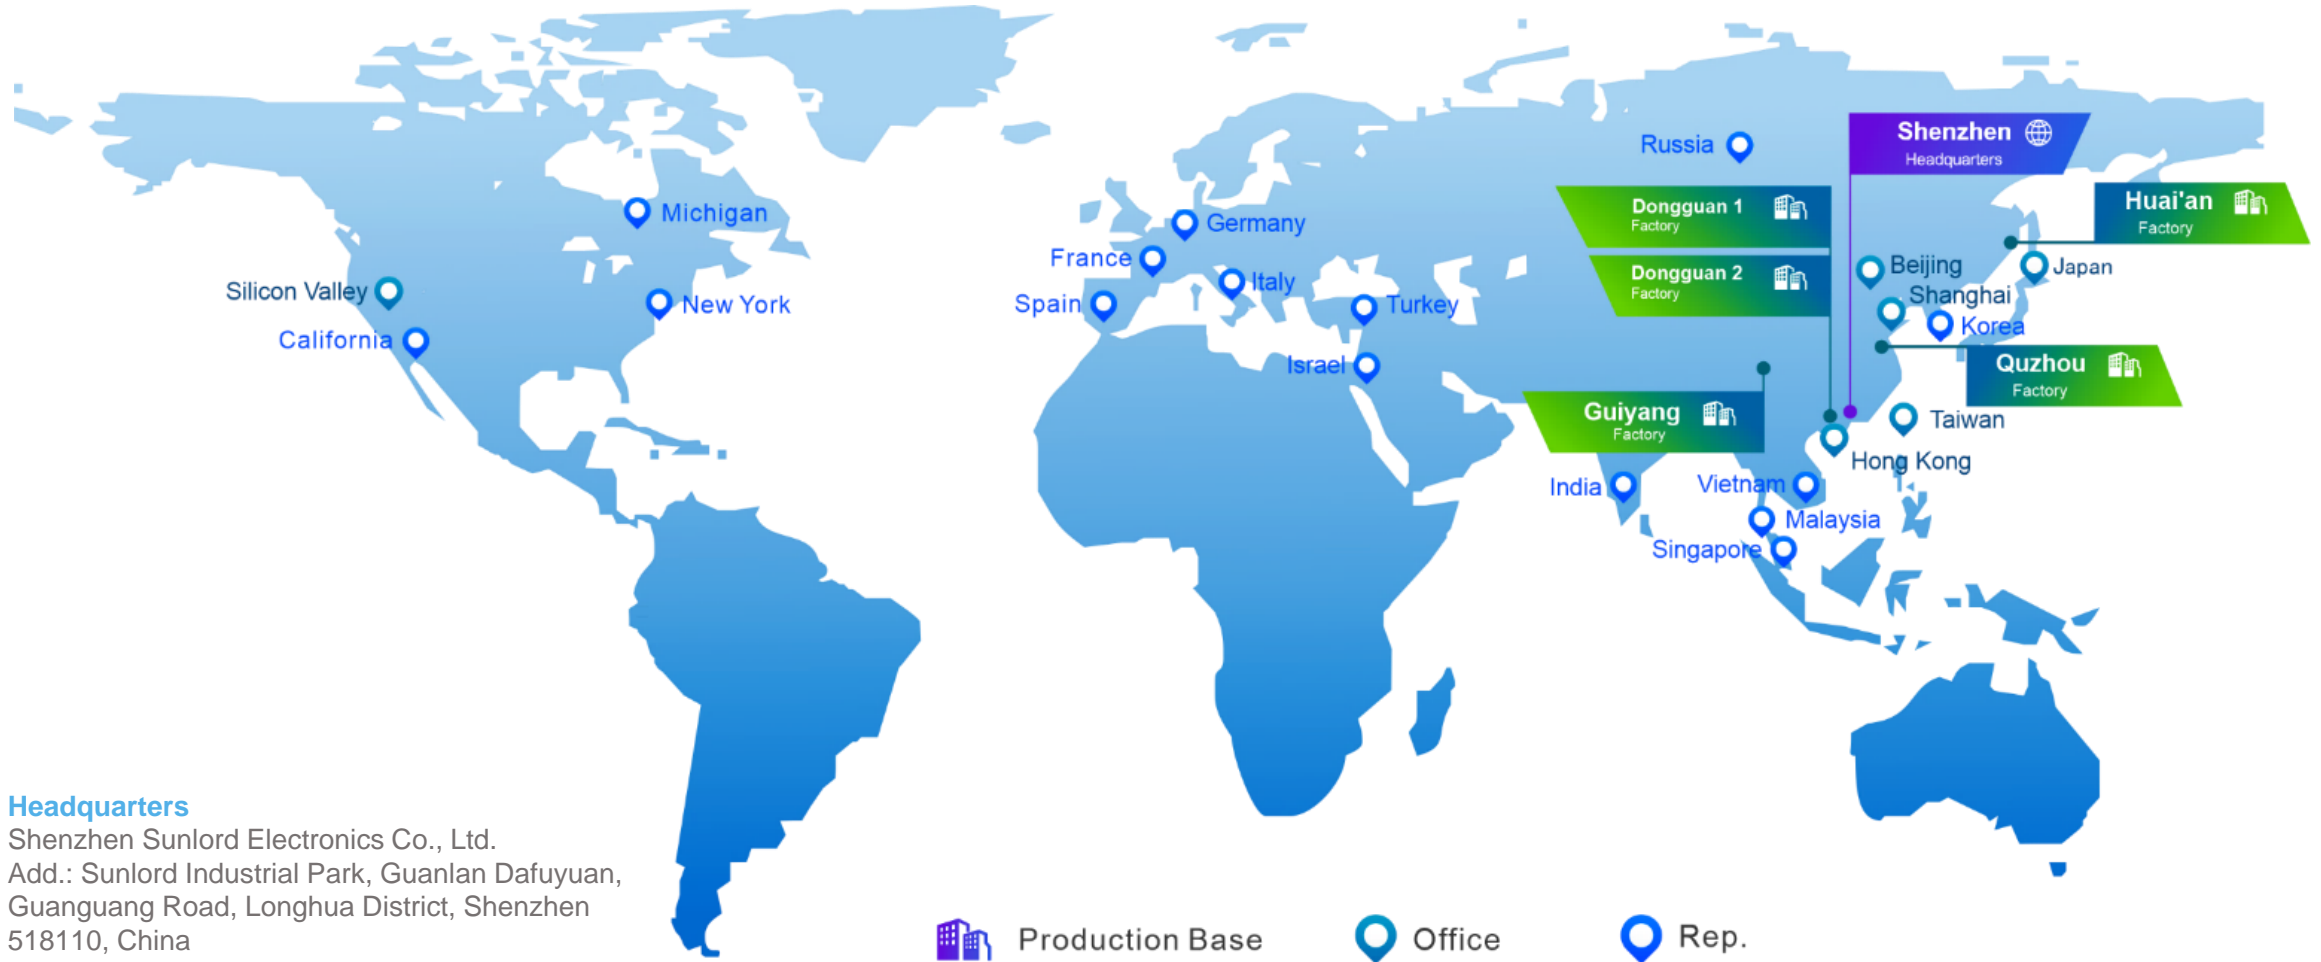 Shenzhen
Headquarters
Russia
Huai'an
Factory
Dongguan 1
Factory
Michigan
Germany
France
Beijing
Japan
Dongguan 2
Factory
Italy
Silicon Valley
Shanghai
New York
Spain
Turkey
Korea
California
Israel
Quzhou
Factory
Guiyang
Factory
Taiwan
Hong Kong
India
Vietnam
Malaysia
Singapore
Headquarters
Shenzhen Sunlord Electronics Co., Ltd.
Add.: Sunlord Industrial Park, Guanlan Dafuyuan,
Guanguang Road, Longhua District, Shenzhen
518110, China
Production Base
Office
Rep.